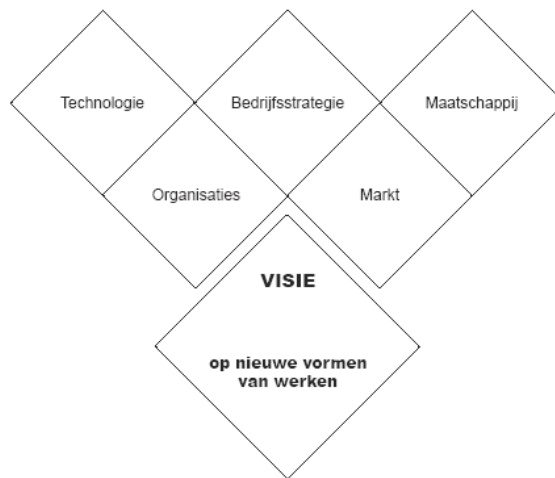 Technologie
Bedrijfsstrategie
Maatschappij
Organisaties
Markt
VISIE
op nieuwe vormen
van werken